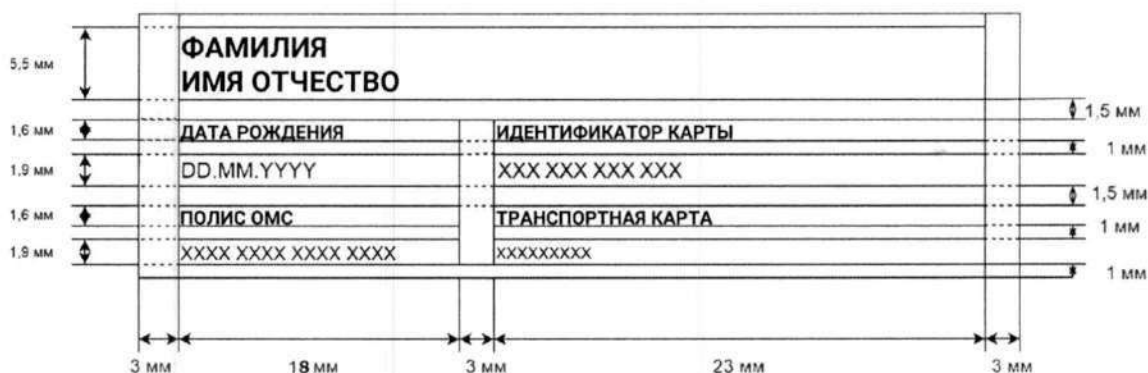 ФАМИЛИЯ
ИМЯ ОТЧЕСТВО
5,5 мм
1,5 мм
1,6 мм
ДАТА РОЖДЕНИЯ
ИДЕНТИФИКАТОР КАРТЫ
1 мм
1,9 мм
DD.MM.YYYY
XXX XXX XXX XXX
1,5 мм
1,6 мм
ПОЛИС ОМС
ТРАНСПОРТНАЯ КАРТА
1 мм
1,9 мм
XXXX XXXX XXXX XXXX
XXXXXXXXX
1 мм
3 мм
18 мм
3 мм
23 мм
3 мм